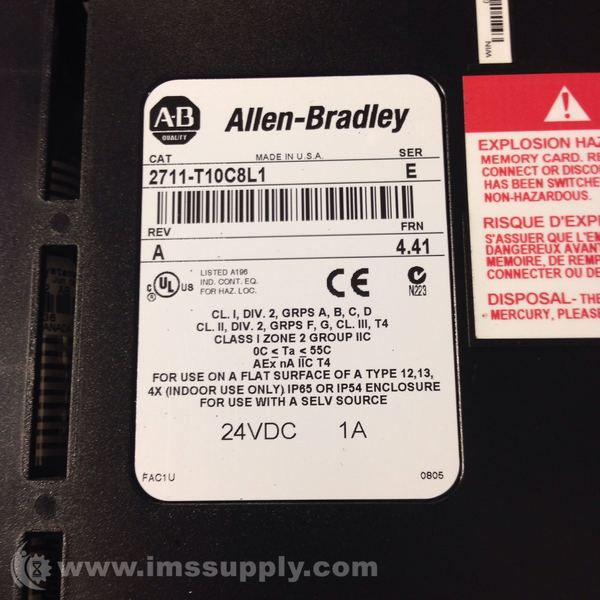 A-B
QUALITY
Allen-Bradley
CAT
MADE IN U.S.A.
SER
2711-T10C8L1
E
REV
FRN
A
4.41
C UL US
LISTED A196
IND. CONT. EQ.
FOR HAZ. LOC.
CE
N223
CL. I, DIV. 2, GRPS A, B, C, D
CL. II, DIV. 2, GRPS F, G, CL. III, T4
CLASS I ZONE 2 GROUP IIC
0C ≤ Ta ≤ 55C
AEx nA IIC T4
FOR USE ON A FLAT SURFACE OF A TYPE 12,13,
4X (INDOOR USE ONLY) IP65 OR IP54 ENCLOSURE
FOR USE WITH A SELV SOURCE
24VDC 1A
FAC1U
0805
EXPLOSION HAZ
MEMORY CARD. RE
CONNECT OR DISCO
HAS BEEN SWITCHE
NON-HAZARDOUS.
RISQUE D'EXPL
S'ASSUER QUE L'EM
DANGEREUX AVANT
MEMOIRE, DE REMP
CONNECTER OU DE
DISPOSAL- THE
MERCURY, PLEASE
www.imssupply.com